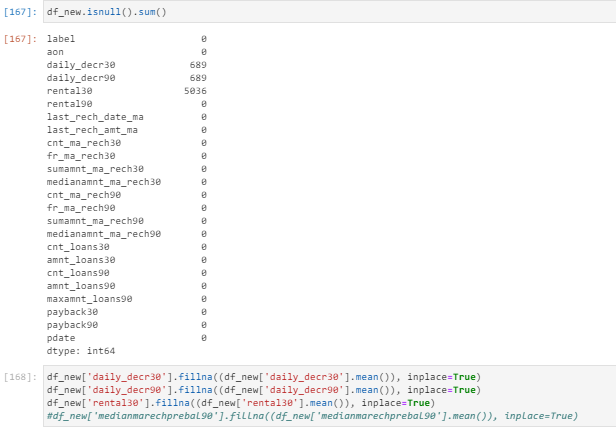 [167]: df_new.isnull().sum()
[167]: label 0
aon 0
daily_decr30 689
daily_decr90 689
rental30 5036
rental90 0
last_rech_date_ma 0
last_rech_amt_ma 0
cnt_ma_rech30 0
fr_ma_rech30 0
sumamnt_ma_rech30 0
medianamnt_ma_rech30 0
cnt_ma_rech90 0
fr_ma_rech90 0
sumamnt_ma_rech90 0
medianamnt_ma_rech90 0
cnt_loans30 0
amnt_loans30 0
cnt_loans90 0
amnt_loans90 0
maxamnt_loans90 0
payback30 0
payback90 0
pdate 0
dtype: int64
[168]: df_new['daily_decr30'].fillna((df_new['daily_decr30'].mean()), inplace=True)
df_new['daily_decr90'].fillna((df_new['daily_decr90'].mean()), inplace=True)
df_new['rental30'].fillna((df_new['rental30'].mean()), inplace=True)
#df_new['medianmarechprebal90'].fillna((df_new['medianmarechprebal90'].mean()), inplace=True)